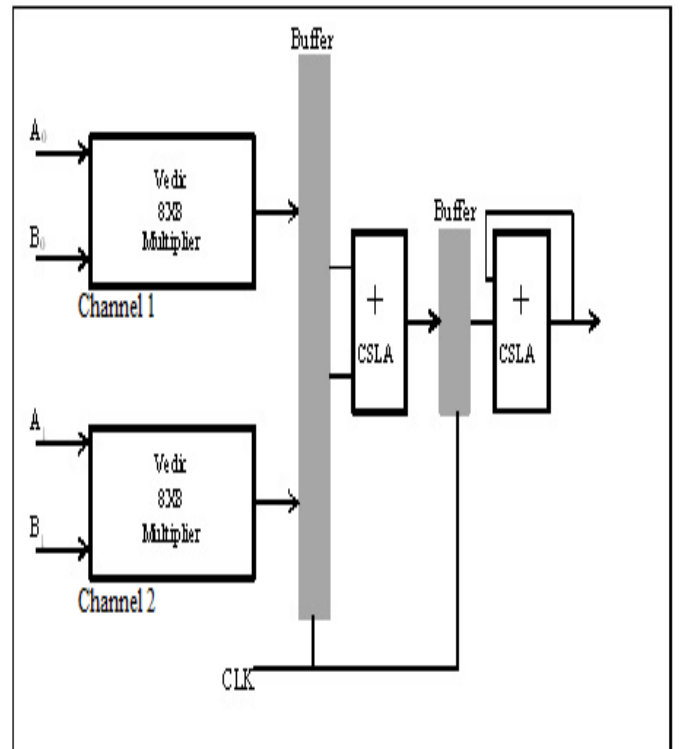 Buffer
A0
Vedic
8X8
Multiplier
B0
Channel 1
Buffer
+
CSLA
+
CSLA
A1
Vedic
8X8
Multiplier
B1
Channel 2
CLK